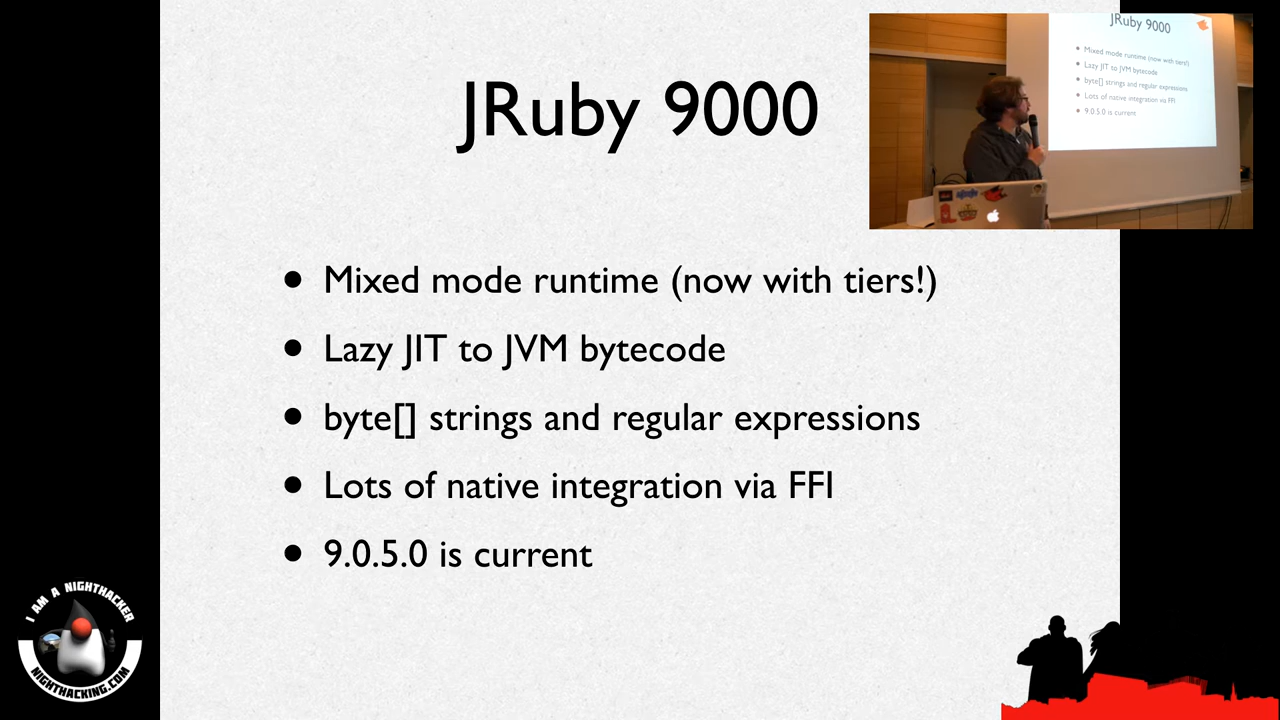 JRuby 9000
Mixed mode runtime (now with tiers!)
Lazy JIT to JVM bytecode
byte[] strings and regular expressions
Lots of native integration via FFI
9.0.5.0 is current
JRuby 9000
Mixed mode runtime (now with tiers!)
Lazy JIT to JVM bytecode
byte[] strings and regular expressions
Lots of native integration via FFI
9.0.5.0 is current
I AM A NIGHTHACKER
NIGHTHACKING.COM